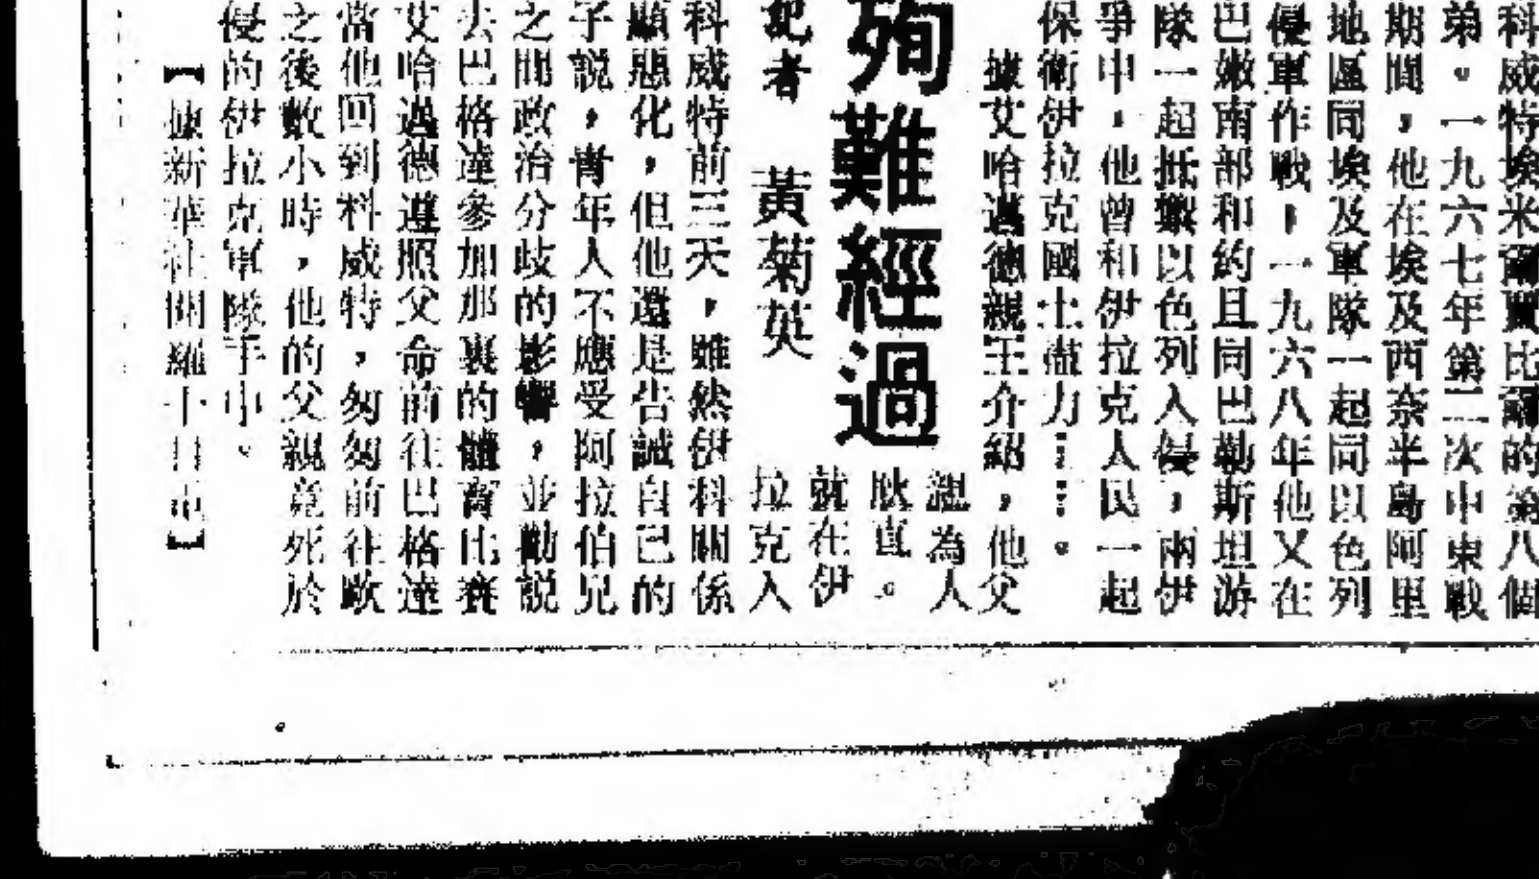 科威特埃米爾賈比爾的第八個
弟。一九六七年第二次中東戰
期間，他在埃及西奈半島阿里
地區同埃及軍隊一起同以色列
侵軍作戰，一九六八年他又在
巴嫩南部和約旦同巴勒斯坦游
隊一起抵禦以色列入侵，兩伊
爭中，他曾和伊拉克人民一起
保衛伊拉克國土盡力……。
據艾哈邁德親王介紹，他父
親為人
耿直。
殉難經過
就在伊
記者 黃菊英
拉克入
科威特前三天，雖然伊科關係
顯惡化，但他還是告誡自己的
子說，青年人不應受阿拉伯兄
之間政治分歧的影響，並勸説
去巴格達參加那裏的體育比賽
艾哈邁德遵照父命前往巴格達
當他回到科威特，匆匆前往歐
之後數小時，他的父親竟死於
侵的伊拉克軍隊手中。
【據新華社開羅十月電】